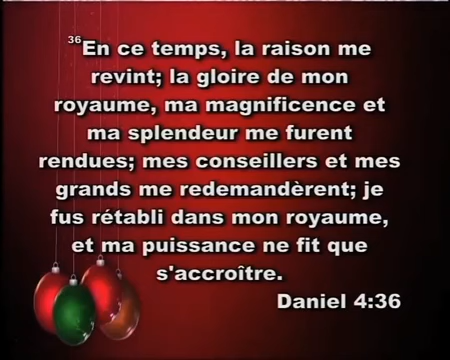 36En ce temps, la raison me
revint; la gloire de mon
royaume, ma magnificence et
ma splendeur me furent
rendues; mes conseillers et mes
grands me redemandèrent; je
fus rétabli dans mon royaume,
et ma puissance ne fit que
s'accroître.
Daniel 4:36